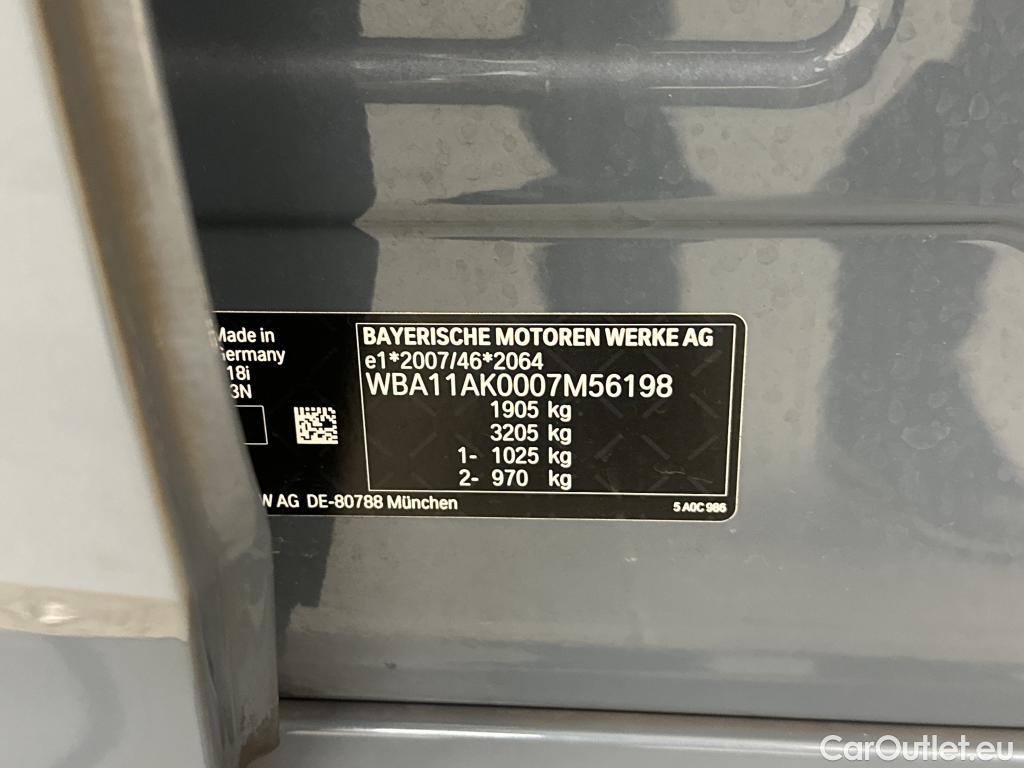 Made in
Germany
18i
3N
BAYERISCHE MOTOREN WERKE AG
e1*2007/46*2064
WBA11AK0007M56198
1905 kg
3205 kg
1- 1025 kg
2- 970 kg
W AG DE-80788 München
5 A0C 986
CarOutlet.eu